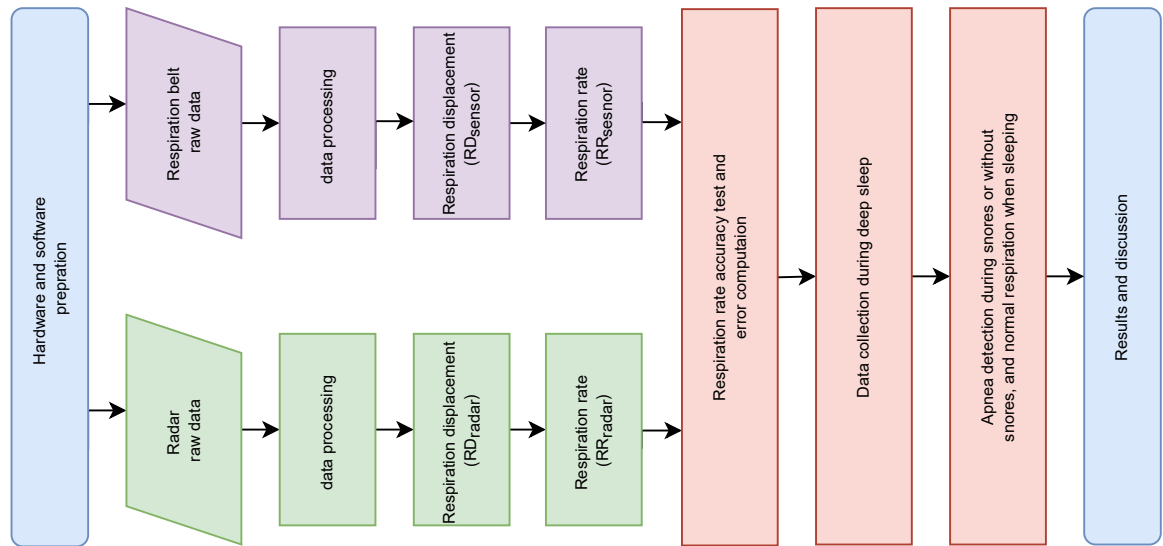 Hardware and software
prepration
Respiration belt
raw data
data processing
Respiration displacement
(RDsensor)
Respiration rate
(RRsesnor)
Radar
raw data
data processing
Respiration displacement
(RDradar)
Respiration rate
(RRradar)
Respiration rate accuracy test and
error computaion
Data collection during deep sleep
Apnea detection during snores or without
snores, and normal respiration when sleeping
Results and discussion